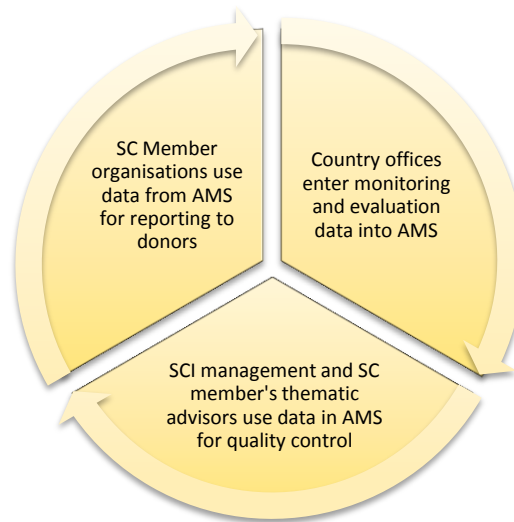 SC Member
organisations use
data from AMS
for reporting to
donors
Country offices
enter monitoring
and evaluation
data into AMS
SCI management and SC
member's thematic
advisors use data in AMS
for quality control